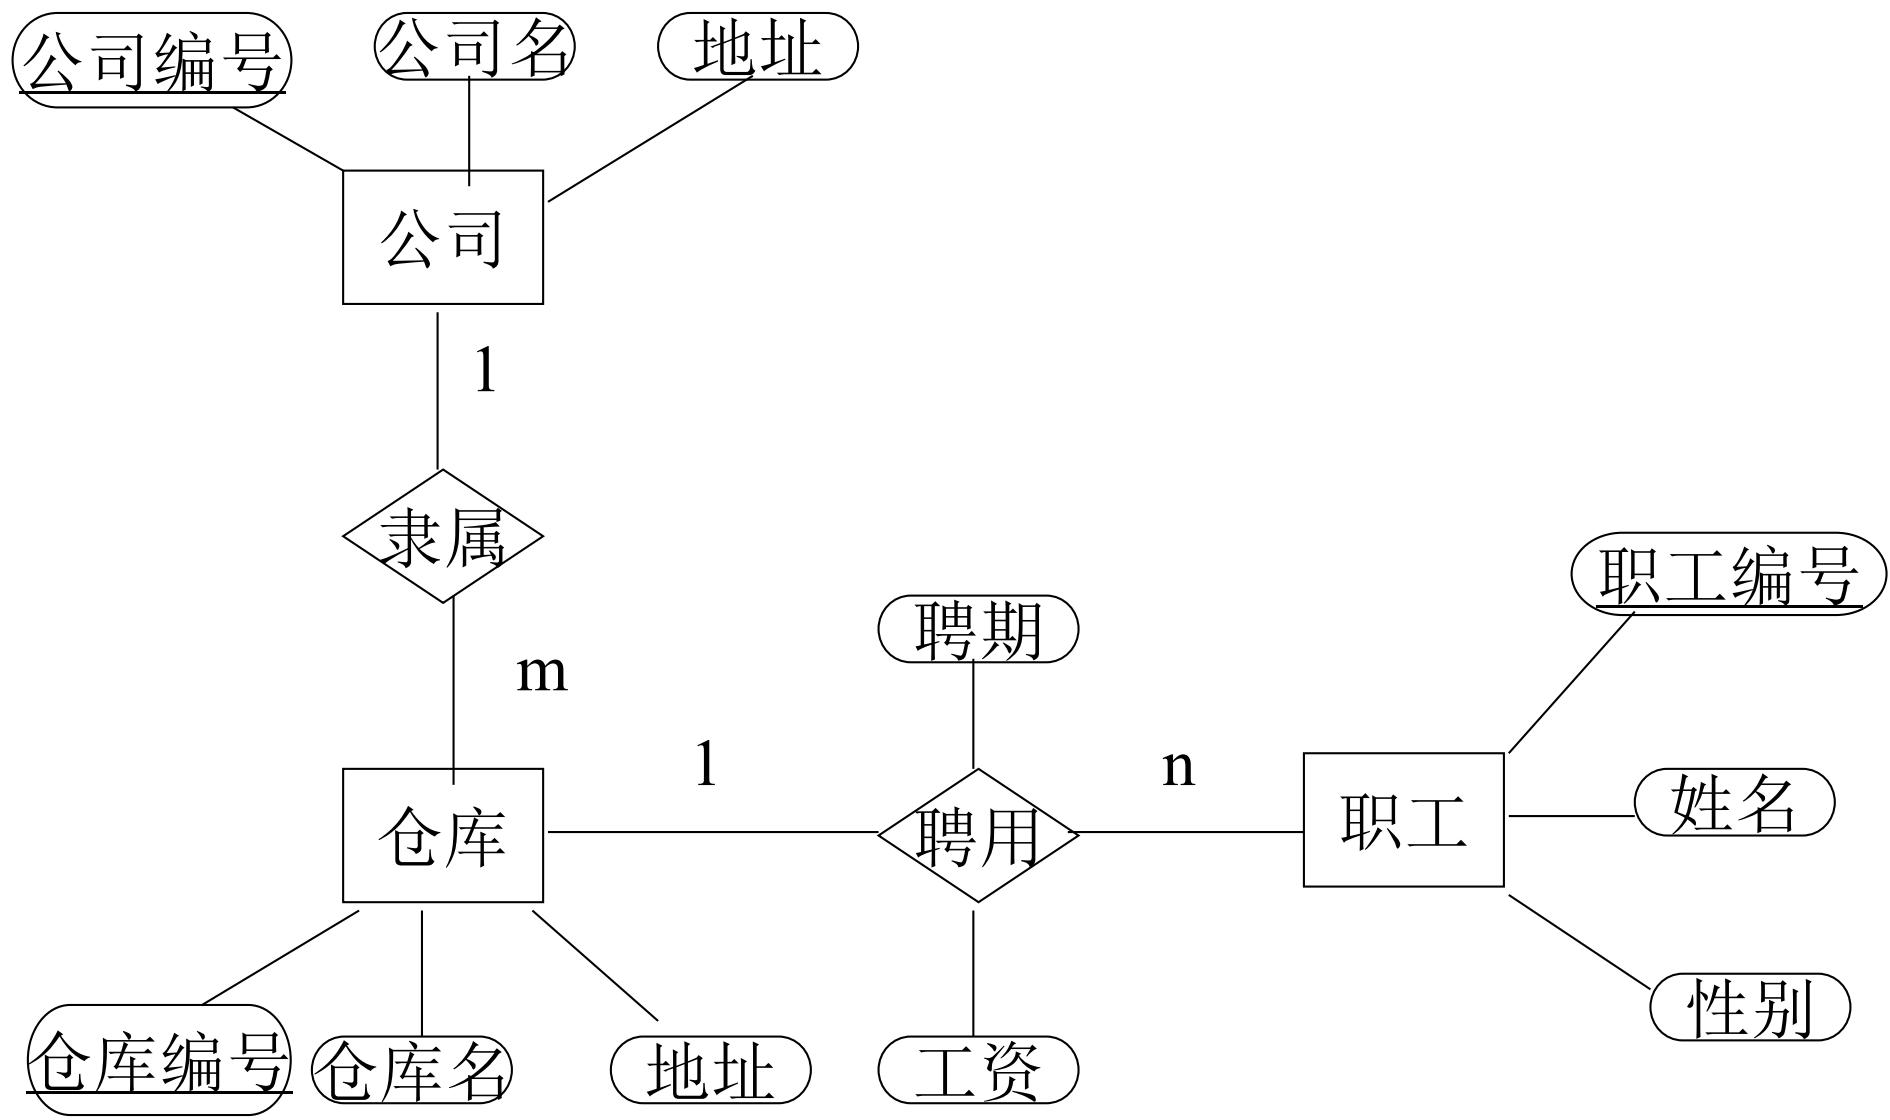 公司编号
公司名
地址
公司
1
隶属
m
仓库
1
聘期
聘用
n
职工
职工编号
姓名
性别
仓库编号
仓库名
地址
工资